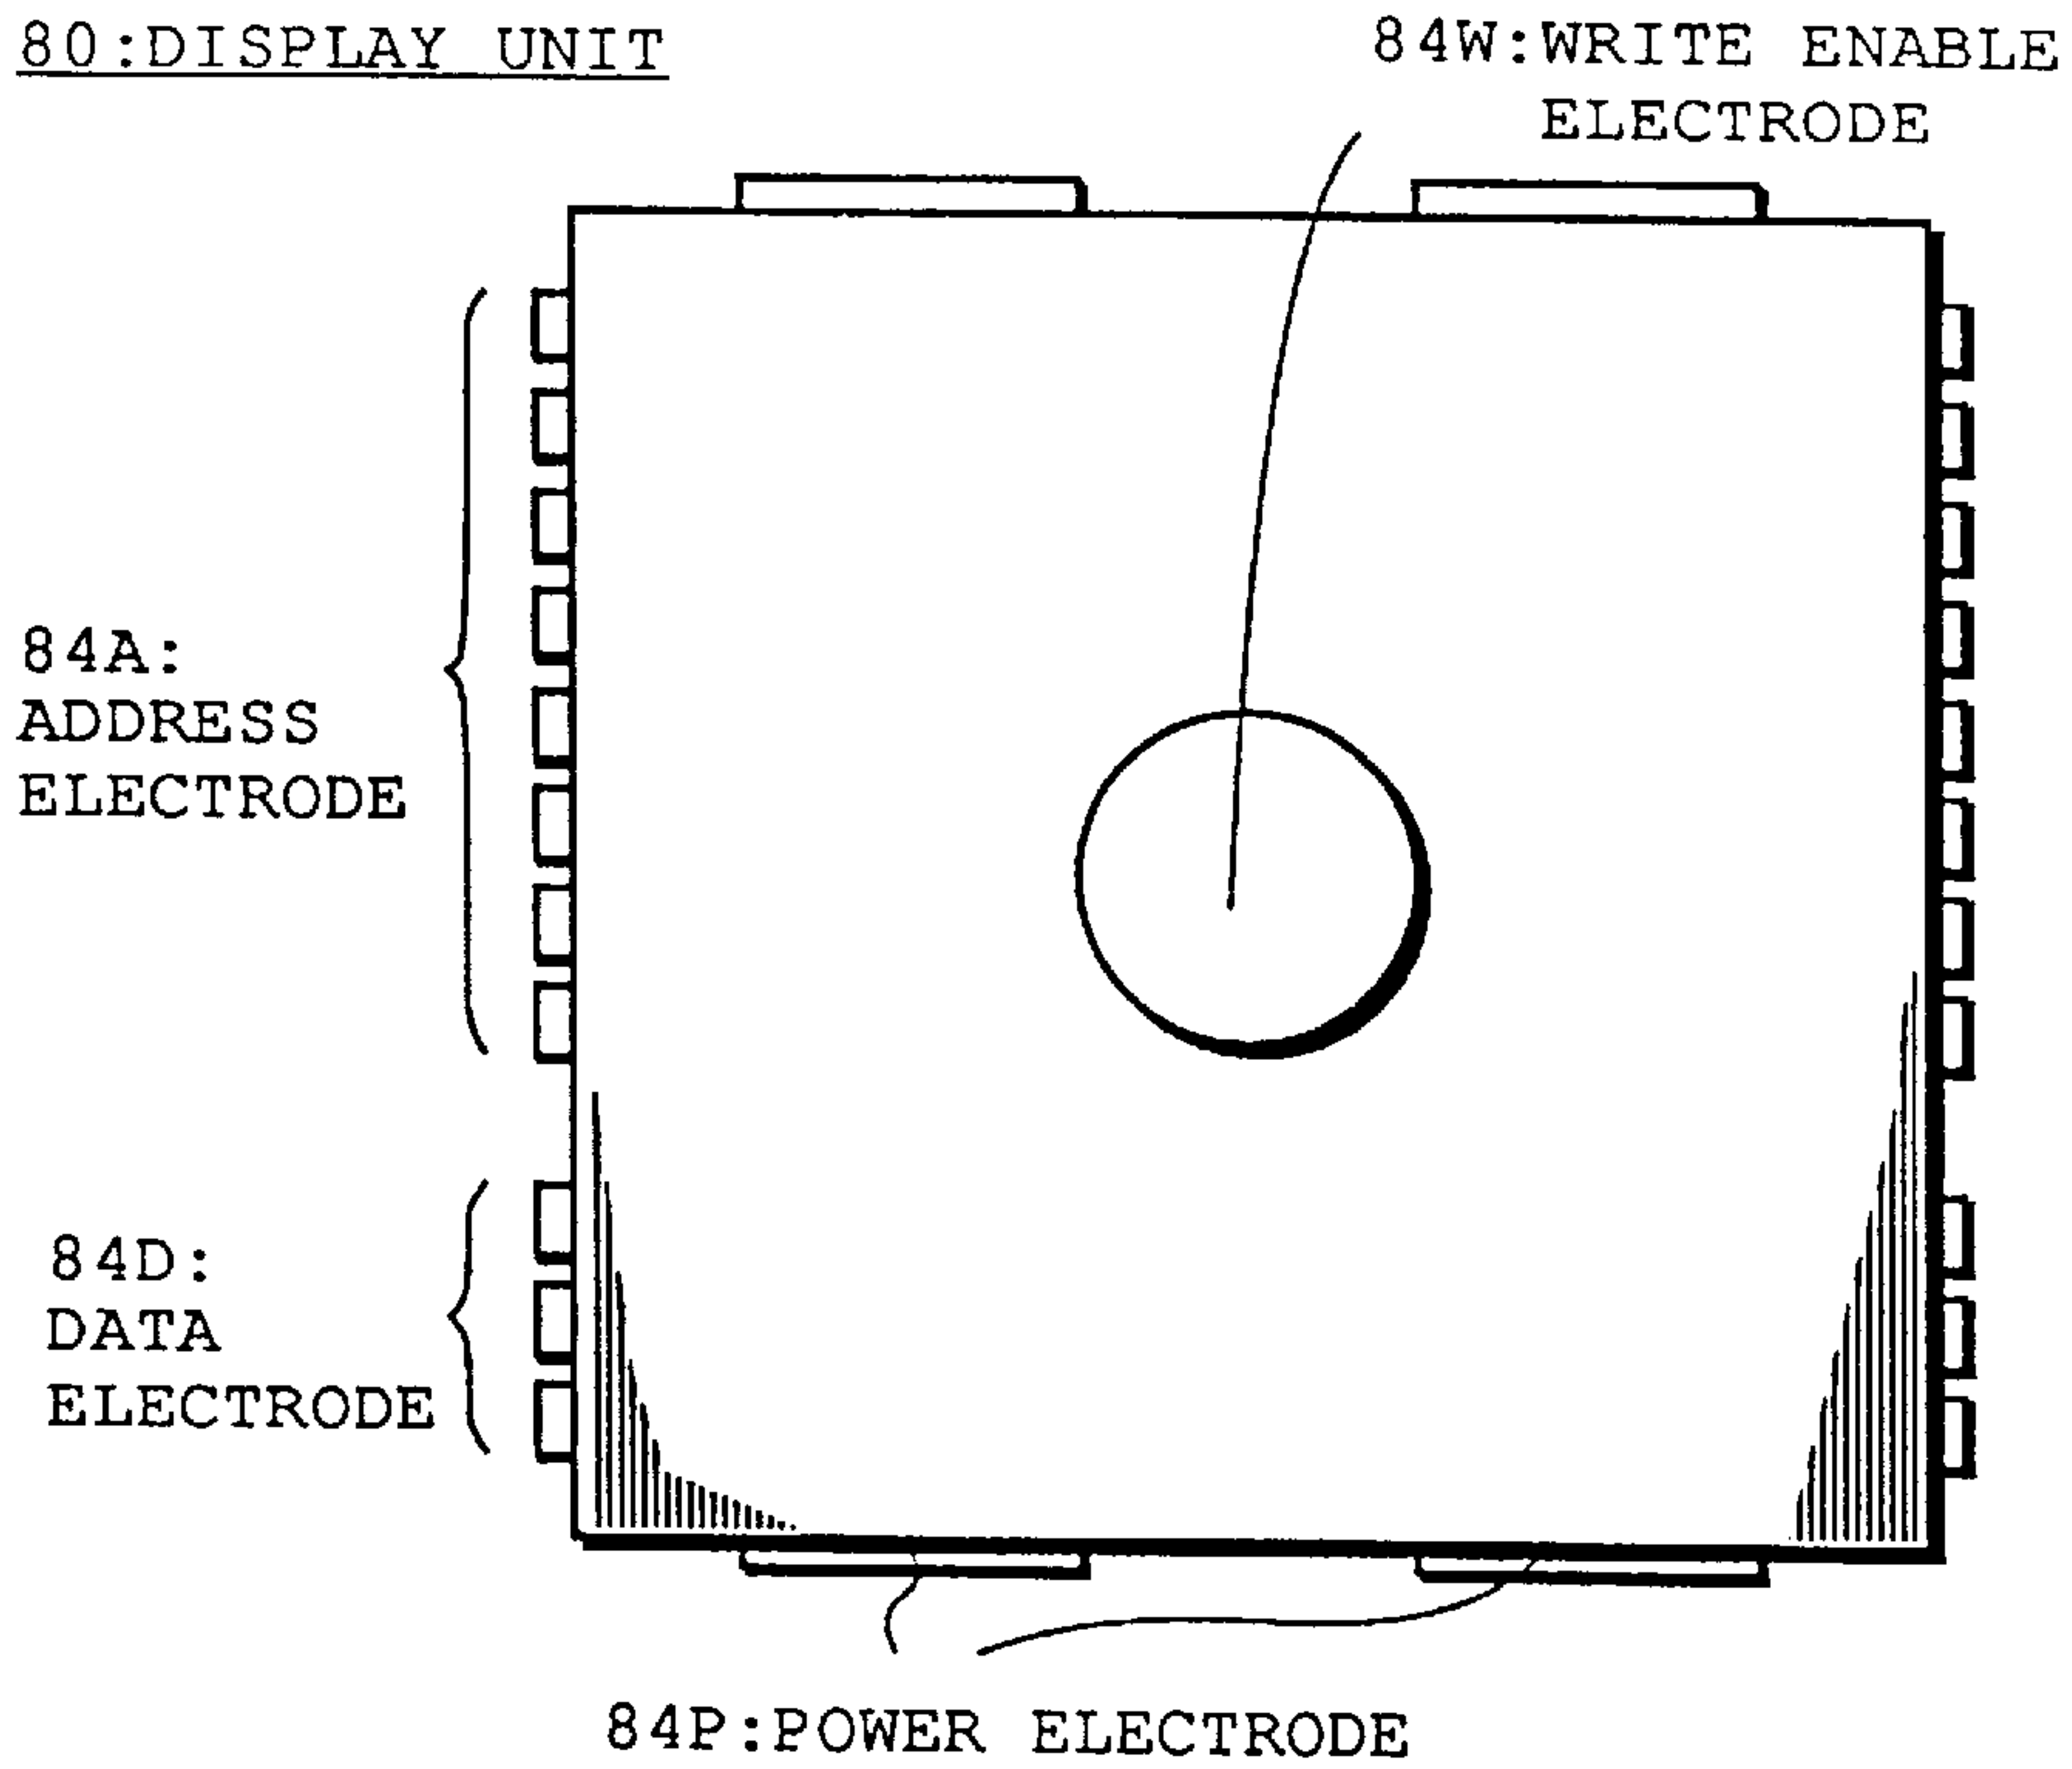 80:DISPLAY UNIT
84W:WRITE ENABLE
ELECTRODE
84A:
ADDRESS
ELECTRODE
84D:
DATA
ELECTRODE
84P:POWER ELECTRODE